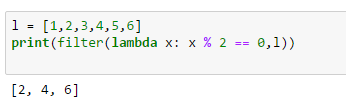 l = [1,2,3,4,5,6]
print(filter(lambda x: x % 2 == 0,l))
[2, 4, 6]